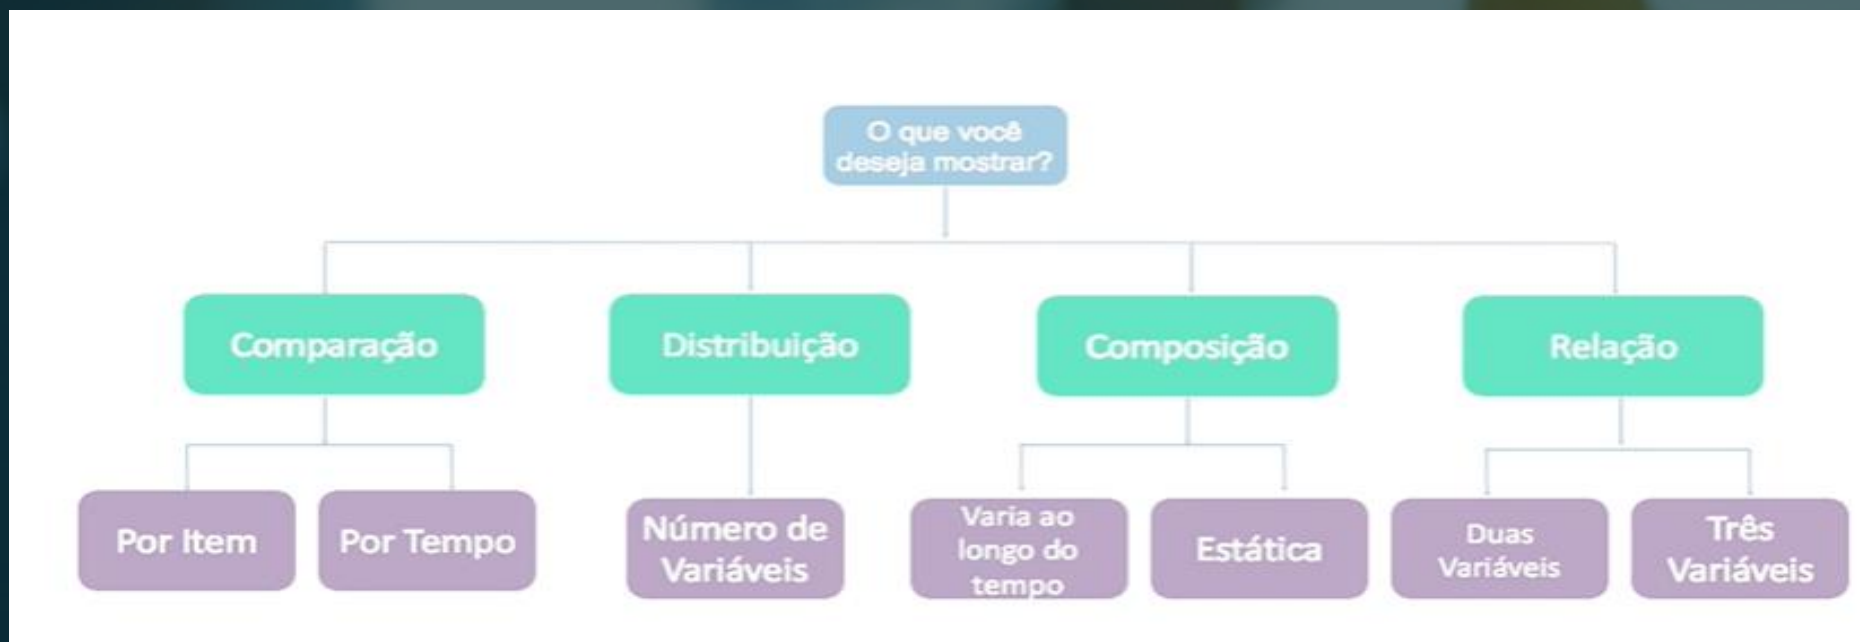 O que você
deseja mostrar?
Comparação
Distribuição
Composição
Relação
Por Item
Por Tempo
Número de
Variáveis
Varia ao
longo do
tempo
Estática
Duas
Variáveis
Três
Variáveis